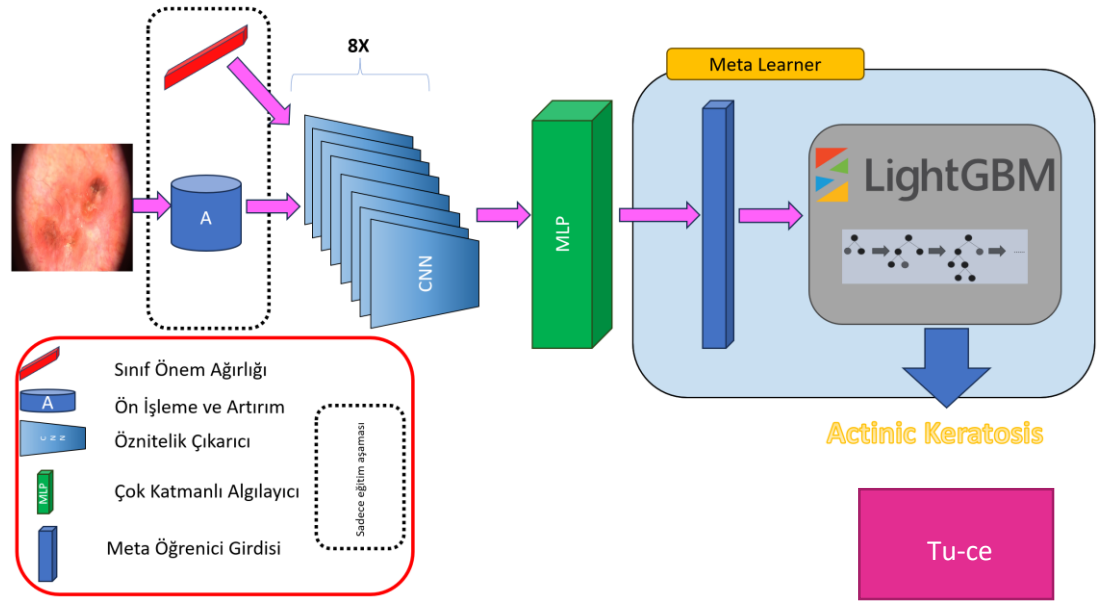 8X
Meta Learner
A
CNN
MLP
LightGBM
......
Actinic Keratosis
Sınıf Önem Ağırlığı
A
Ön İşleme ve Artırım
CNN
Öznitelik Çıkarıcı
MLP
Çok Katmanlı Algılayıcı
Meta Öğrenici Girdisi
Sadece eğitim aşaması
Tu-ce